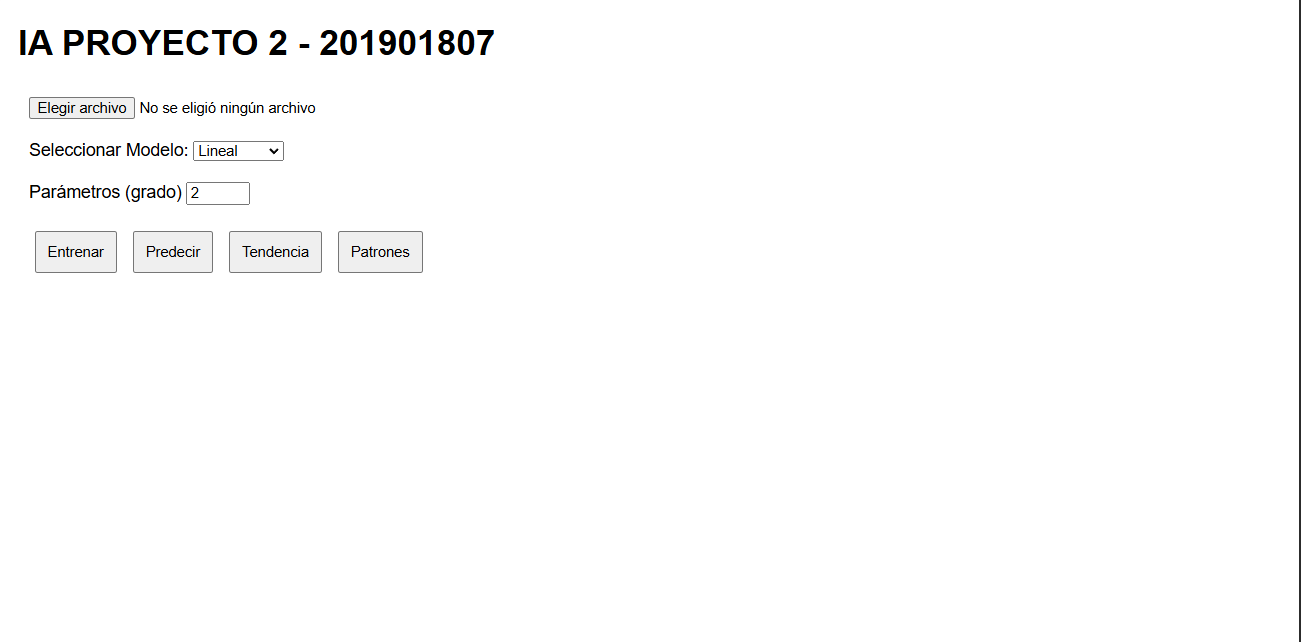 IA PROYECTO 2 - 201901807
Elegir archivo No se eligió ningún archivo
Seleccionar Modelo: Lineal
Parámetros (grado) 2
Entrenar Predecir Tendencia Patrones